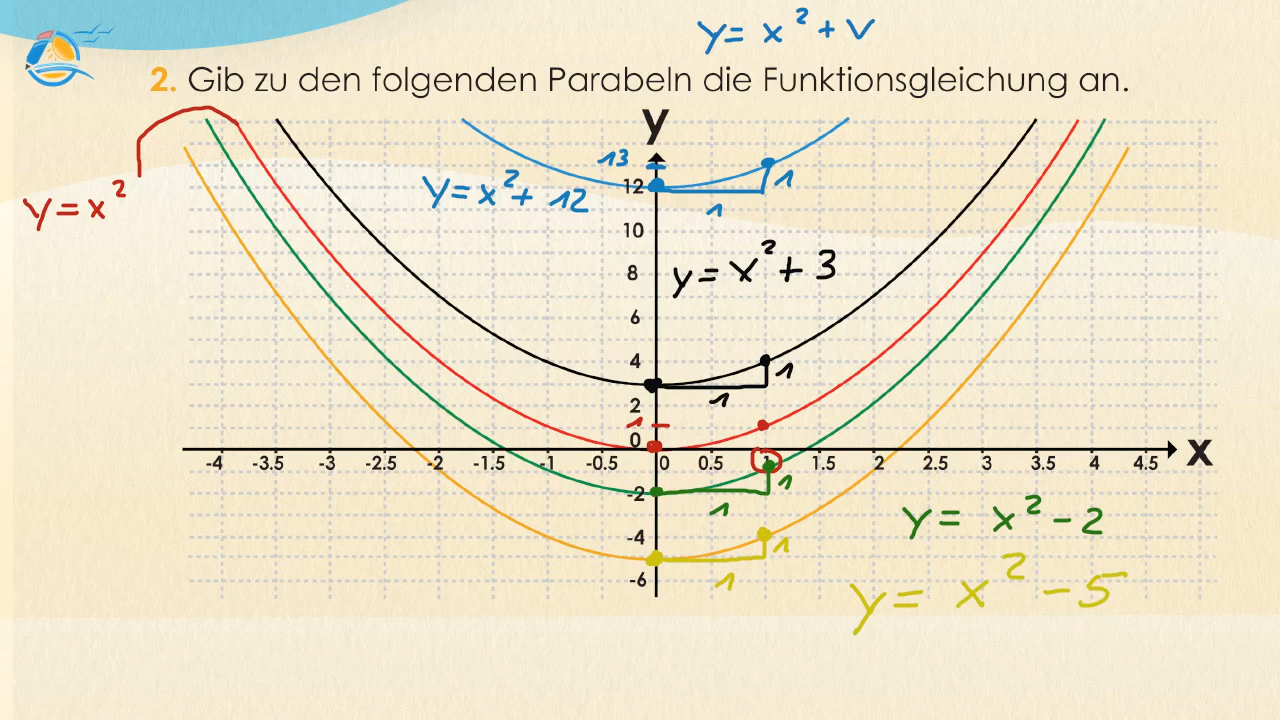 y = x² + v
2. Gib zu den folgenden Parabeln die Funktionsgleichung an.
y
13
12
1
1
y = x² + 12
y = x²
10
y = x² + 3
8
6
4
1
1
2
1
0
x
-4 -3.5 -3 -2.5 -2 -1.5 -1 -0.5 0 0.5 1 1.5 2 2.5 3 3.5 4 4.5
1
-2
1
y = x² - 2
-4
1
y = x² - 5
1
-6